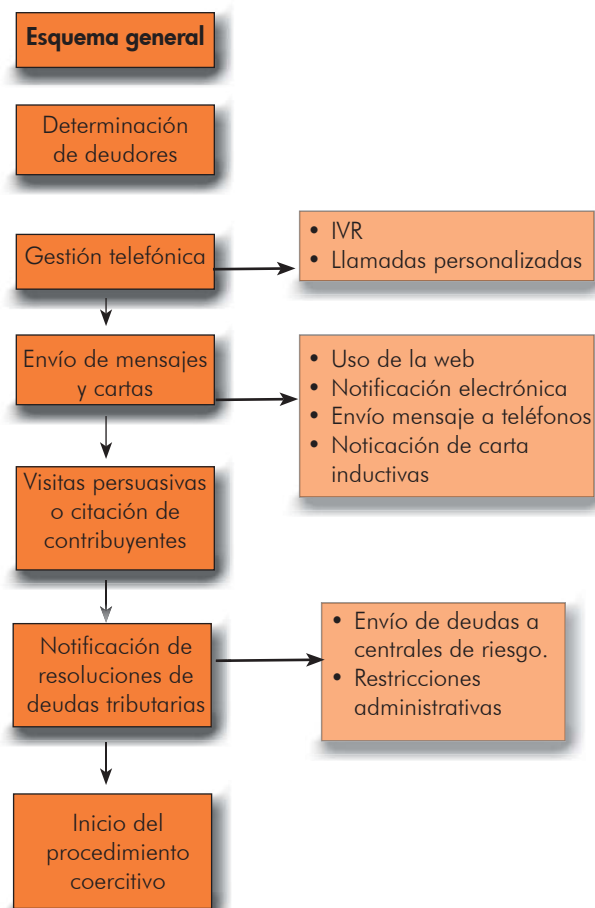 Esquema general
Determinación
de deudores
Gestión telefónica
• IVR
• Llamadas personalizadas
Envío de mensajes
y cartas
• Uso de la web
• Notificación electrónica
• Envío mensaje a teléfonos
• Noticación de carta
inductivas
Visitas persuasivas
o citación de
contribuyentes
Notificación de
resoluciones de
deudas tributarias
• Envío de deudas a
centrales de riesgo.
• Restricciones
administrativas
Inicio del
procedimiento
coercitivo